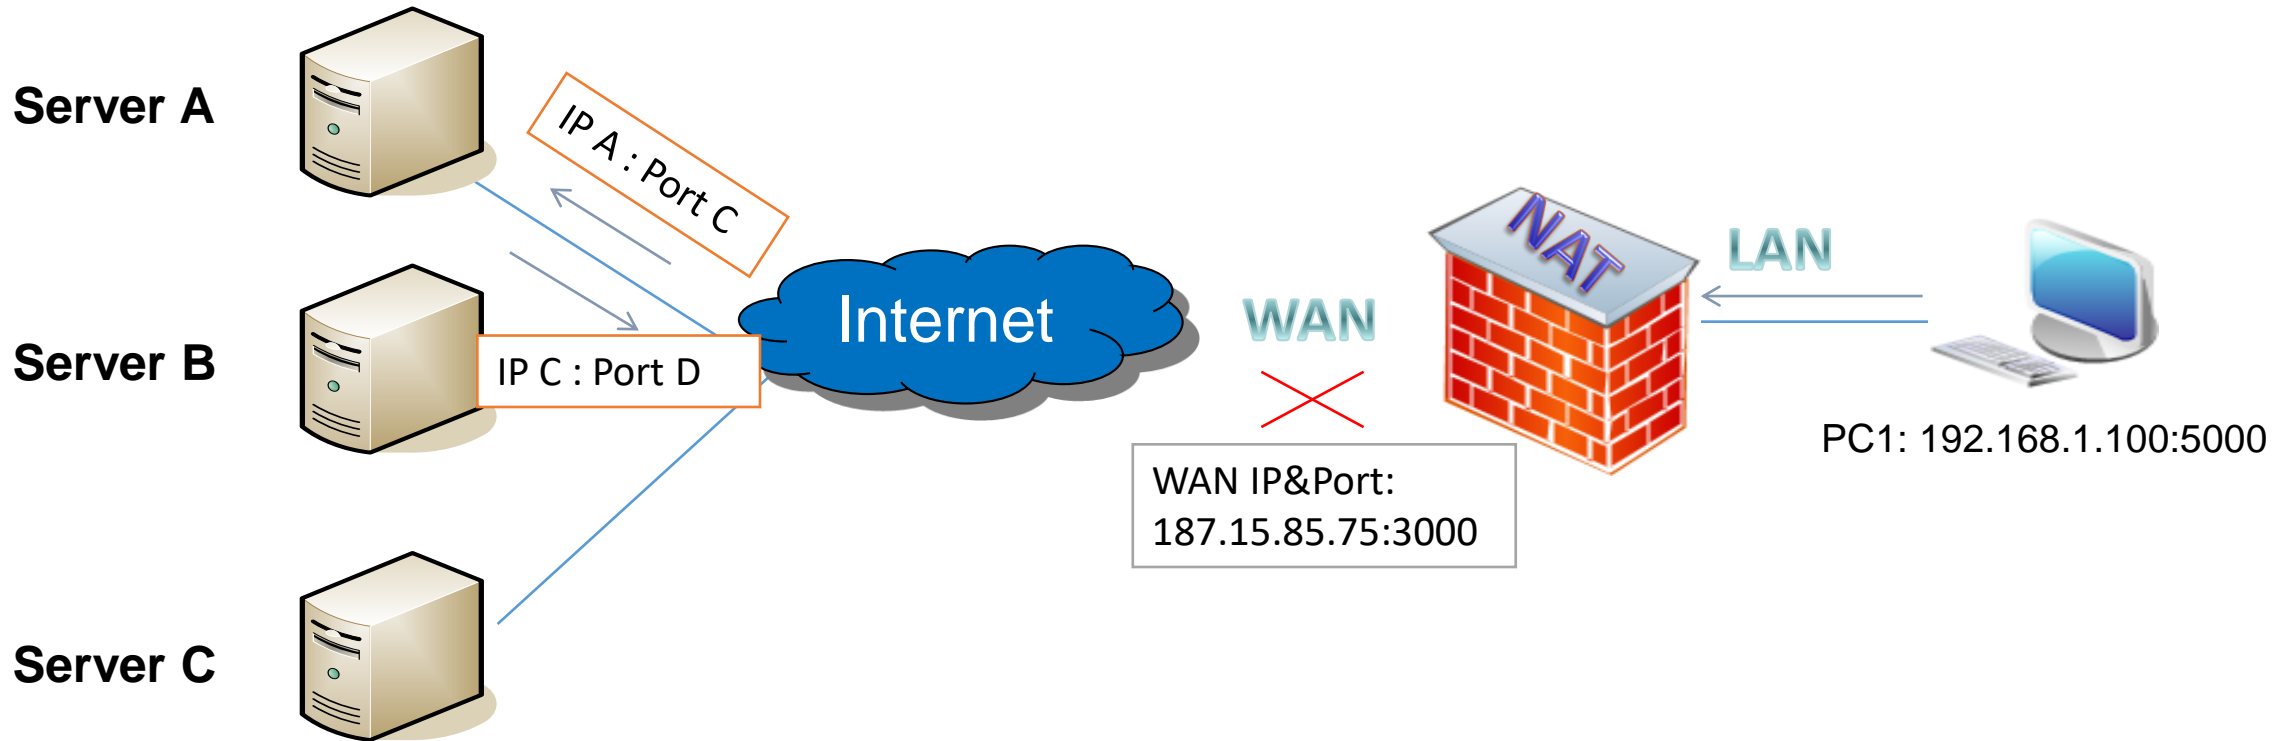 Server A
IP A : Port C
Server B
IP C : Port D
Internet
WAN
NAT
LAN
PC1: 192.168.1.100:5000
WAN IP&Port:
187.15.85.75:3000
Server C